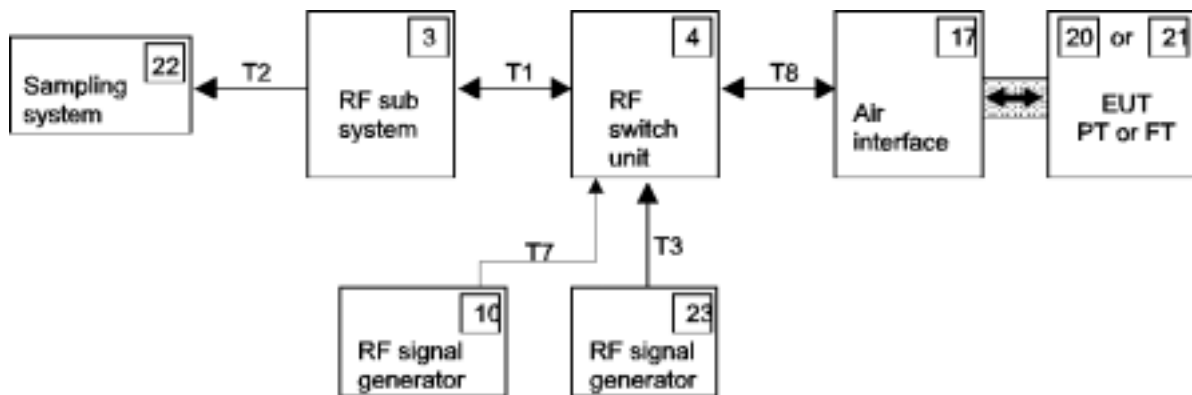 22
Sampling
system
T2
3
RF sub
system
T1
4
RF
switch
unit
T8
17
Air
interface
20 or 21
EUT
PT or FT
T7
T3
10
RF signal
generator
23
RF signal
generator